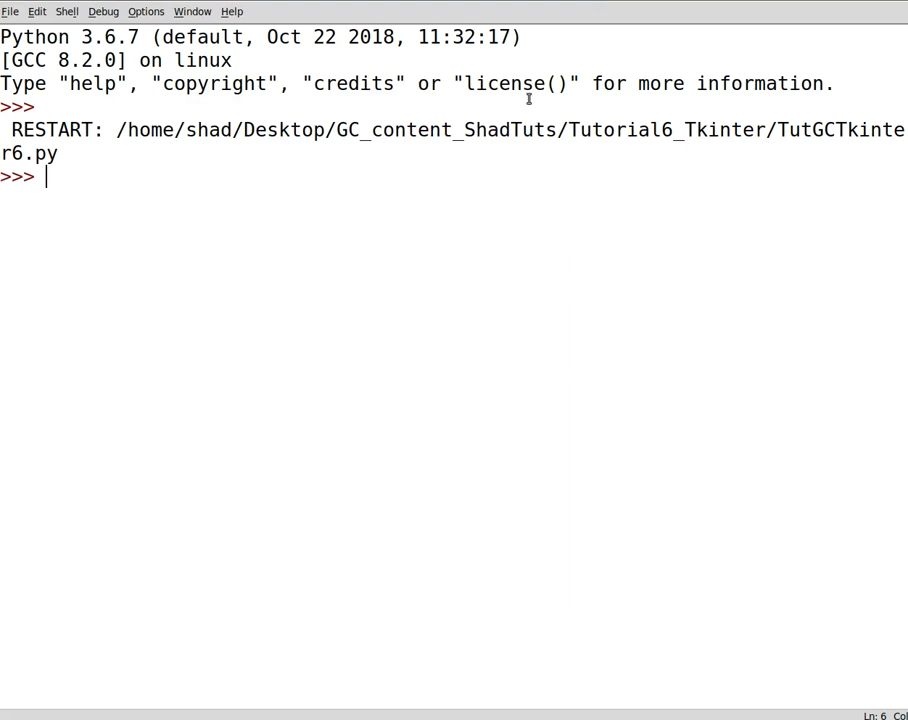 File Edit Shell Debug Options Window Help
Python 3.6.7 (default, Oct 22 2018, 11:32:17)
[GCC 8.2.0] on linux
Type "help", "copyright", "credits" or "license()" for more information.
>>>
 RESTART: /home/shad/Desktop/GC_content_ShadTuts/Tutorial6_Tkinter/TutGCTkinte
r6.py
>>>
Ln: 6 Col